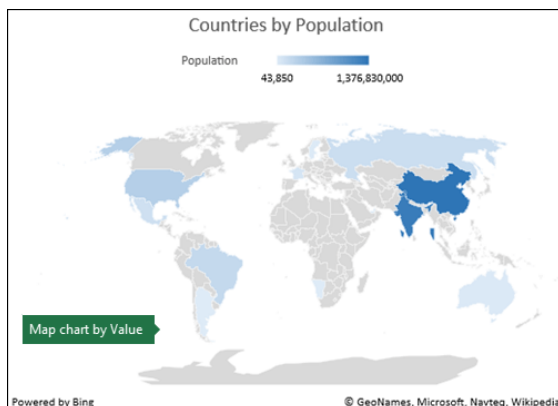 Countries by Population
Population
43,850 1,376,830,000
Map chart by Value
Powered by Bing
© GeoNames, Microsoft, Navteq, Wikipedia